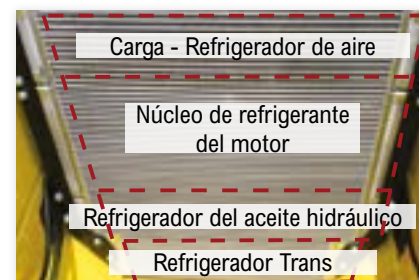 Carga - Refrigerador de aire
Núcleo de refrigerante
del motor
Refrigerador del aceite hidráulico
Refrigerador Trans